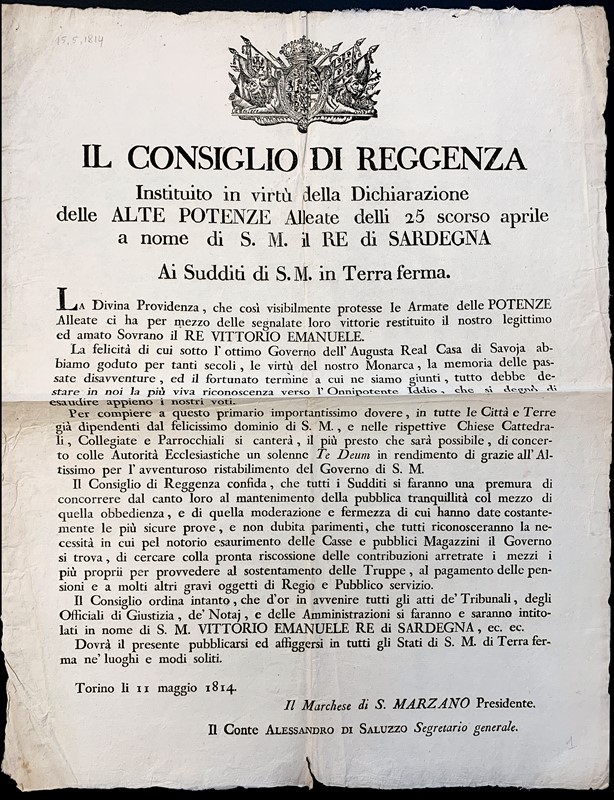 15.5.1814
IL CONSIGLIO DI REGGENZA
Instituito in virtù della Dichiarazione
delle ALTE POTENZE Alleate delli 25 scorso aprile
a nome di S. M. il RE di SARDEGNA
Ai Sudditi di S.M. in Terra ferma.
LA Divina Providenza, che così visibilmente protesse le Armate delle POTENZE
Alleate ci ha per mezzo delle segnalate loro vittorie restituito il nostro legittimo
ed amato Sovrano il RE VITTORIO EMANUELE.
La felicità di cui sotto l'ottimo Governo dell'Augusta Real Casa di Savoja ab-
biamo goduto per tanti secoli, le virtù del nostro Monarca, la memoria delle pas-
sate disavventure, ed il fortunato termine a cui ne siamo giunti, tutto debbe de-
stare in noi la più viva riconoscenza verso l'Onnipotente Iddio, che si degnò di
esaudire appieno i nostri voti.
Per compiere a questo primario importantissimo dovere, in tutte le Città e Terre
già dipendenti dal felicissimo dominio di S. M., e nelle rispettive Chiese Cattedra-
li, Collegiate e Parrocchiali si canterà, il più presto che sarà possibile, di concer-
to colle Autorità Ecclesiastiche un solenne Te Deum in rendimento di grazie all'Al-
tissimo per l'avventuroso ristabilimento del Governo di S. M.
Il Consiglio di Reggenza confida, che tutti i Sudditi si faranno una premura di
concorrere dal canto loro al mantenimento della pubblica tranquillità col mezzo di
quella obbedienza, e di quella moderazione e fermezza di cui hanno date costante-
mente le più sicure prove, e non dubita parimenti, che tutti riconosceranno la ne-
cessità in cui pel notorio esaurimento delle Casse e pubblici Magazzini il Governo
si trova, di cercare colla pronta riscossione delle contribuzioni arretrate i mezzi i
più proprii per provvedere al sostentamento delle Truppe, al pagamento delle pen-
sioni e a molti altri gravi oggetti di Regio e Pubblico servizio.
Il Consiglio ordina intanto, che d'or in avvenire tutti gli atti de' Tribunali, degli
Officiali di Giustizia, de' Notaj, e delle Amministrazioni si faranno e saranno intito-
lati in nome di S. M. VITTORIO EMANUELE RE di SARDEGNA, ec. ec.
Dovrà il presente pubblicarsi ed affiggersi in tutti gli Stati di S. M. di Terra fer-
ma ne' luoghi e modi soliti.
Torino li 11 maggio 1814.
Il Marchese di S. MARZANO Presidente.
Il Conte ALESSANDRO DI SALUZZO Segretario generale.
1